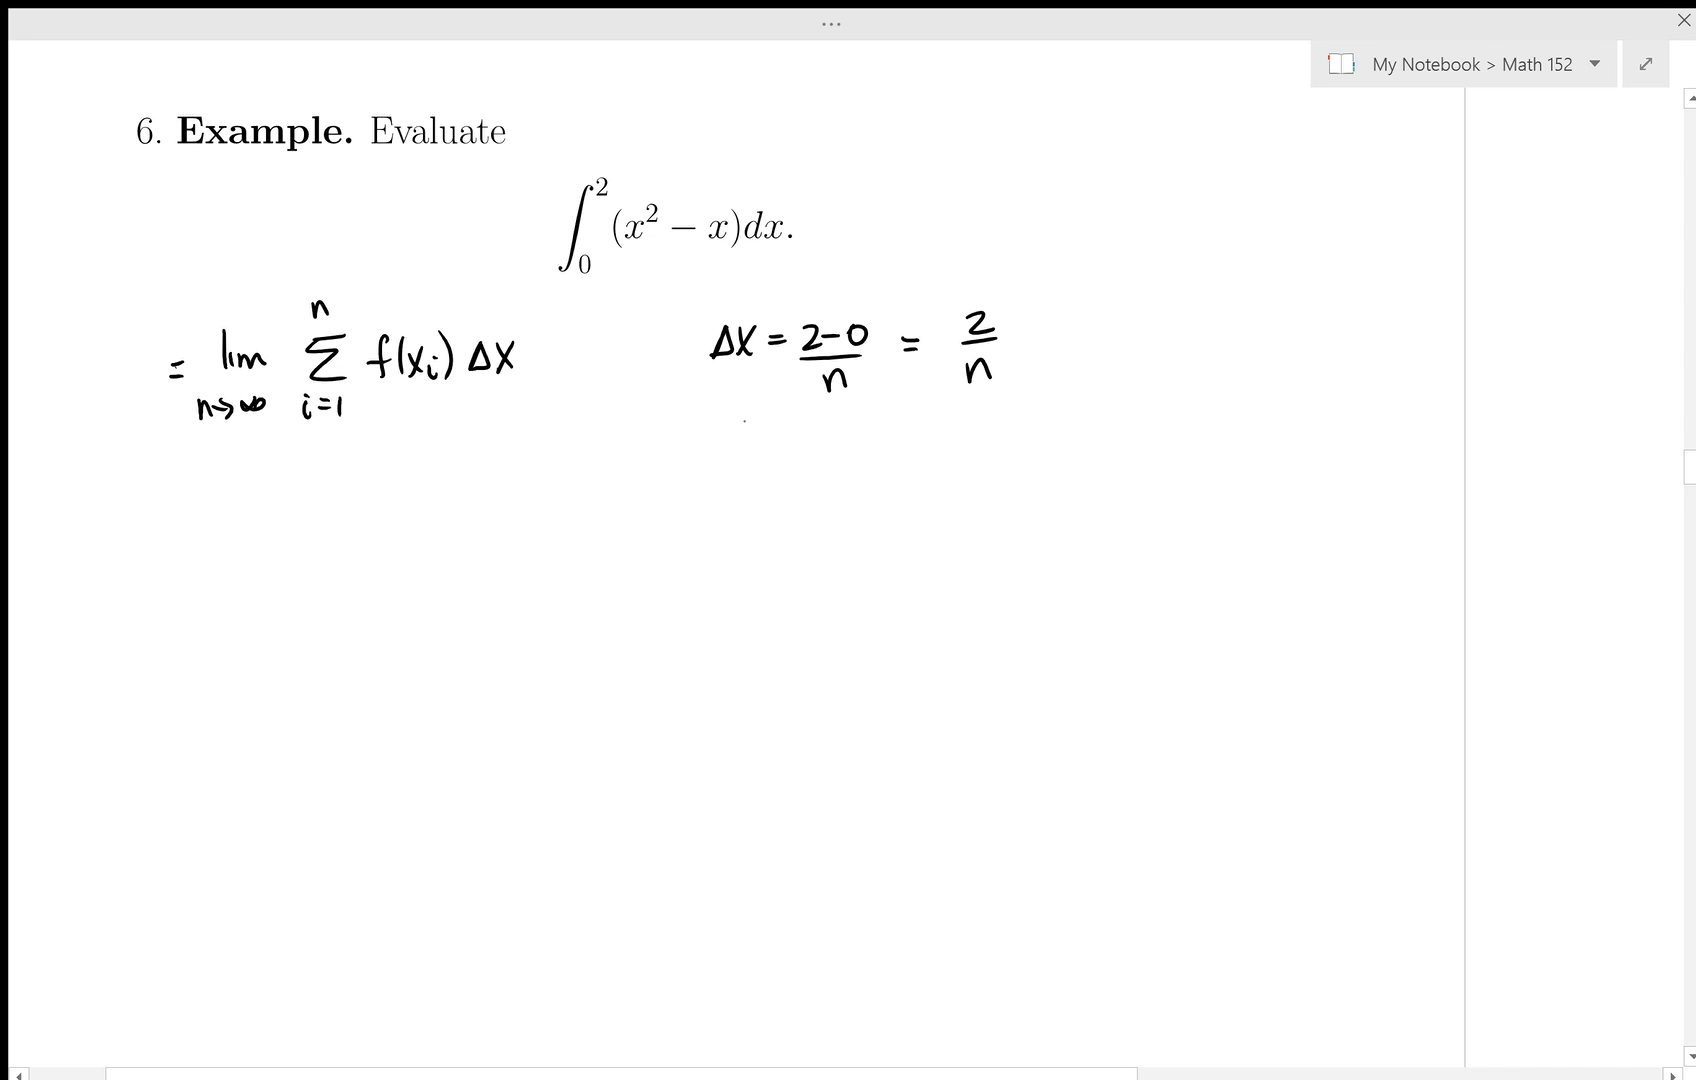 ...
My Notebook > Math 152
6. Example. Evaluate
∫₀² (x² − x)dx.
= lim n→∞ Σ i=1 n f(xᵢ) Δx
Δx = 2−0/n = 2/n